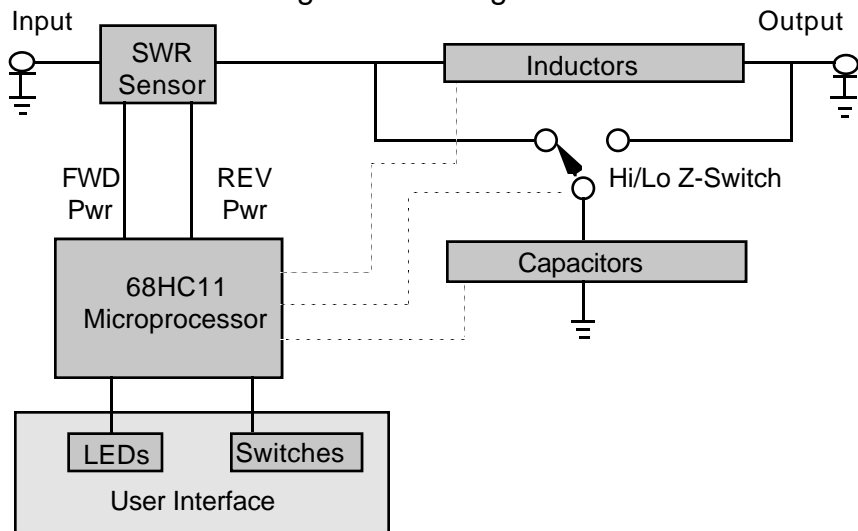 Input
Output
SWR
Sensor
Inductors
FWD
Pwr
REV
Pwr
Hi/Lo Z-Switch
68HC11
Microprocessor
Capacitors
LEDs
Switches
User Interface